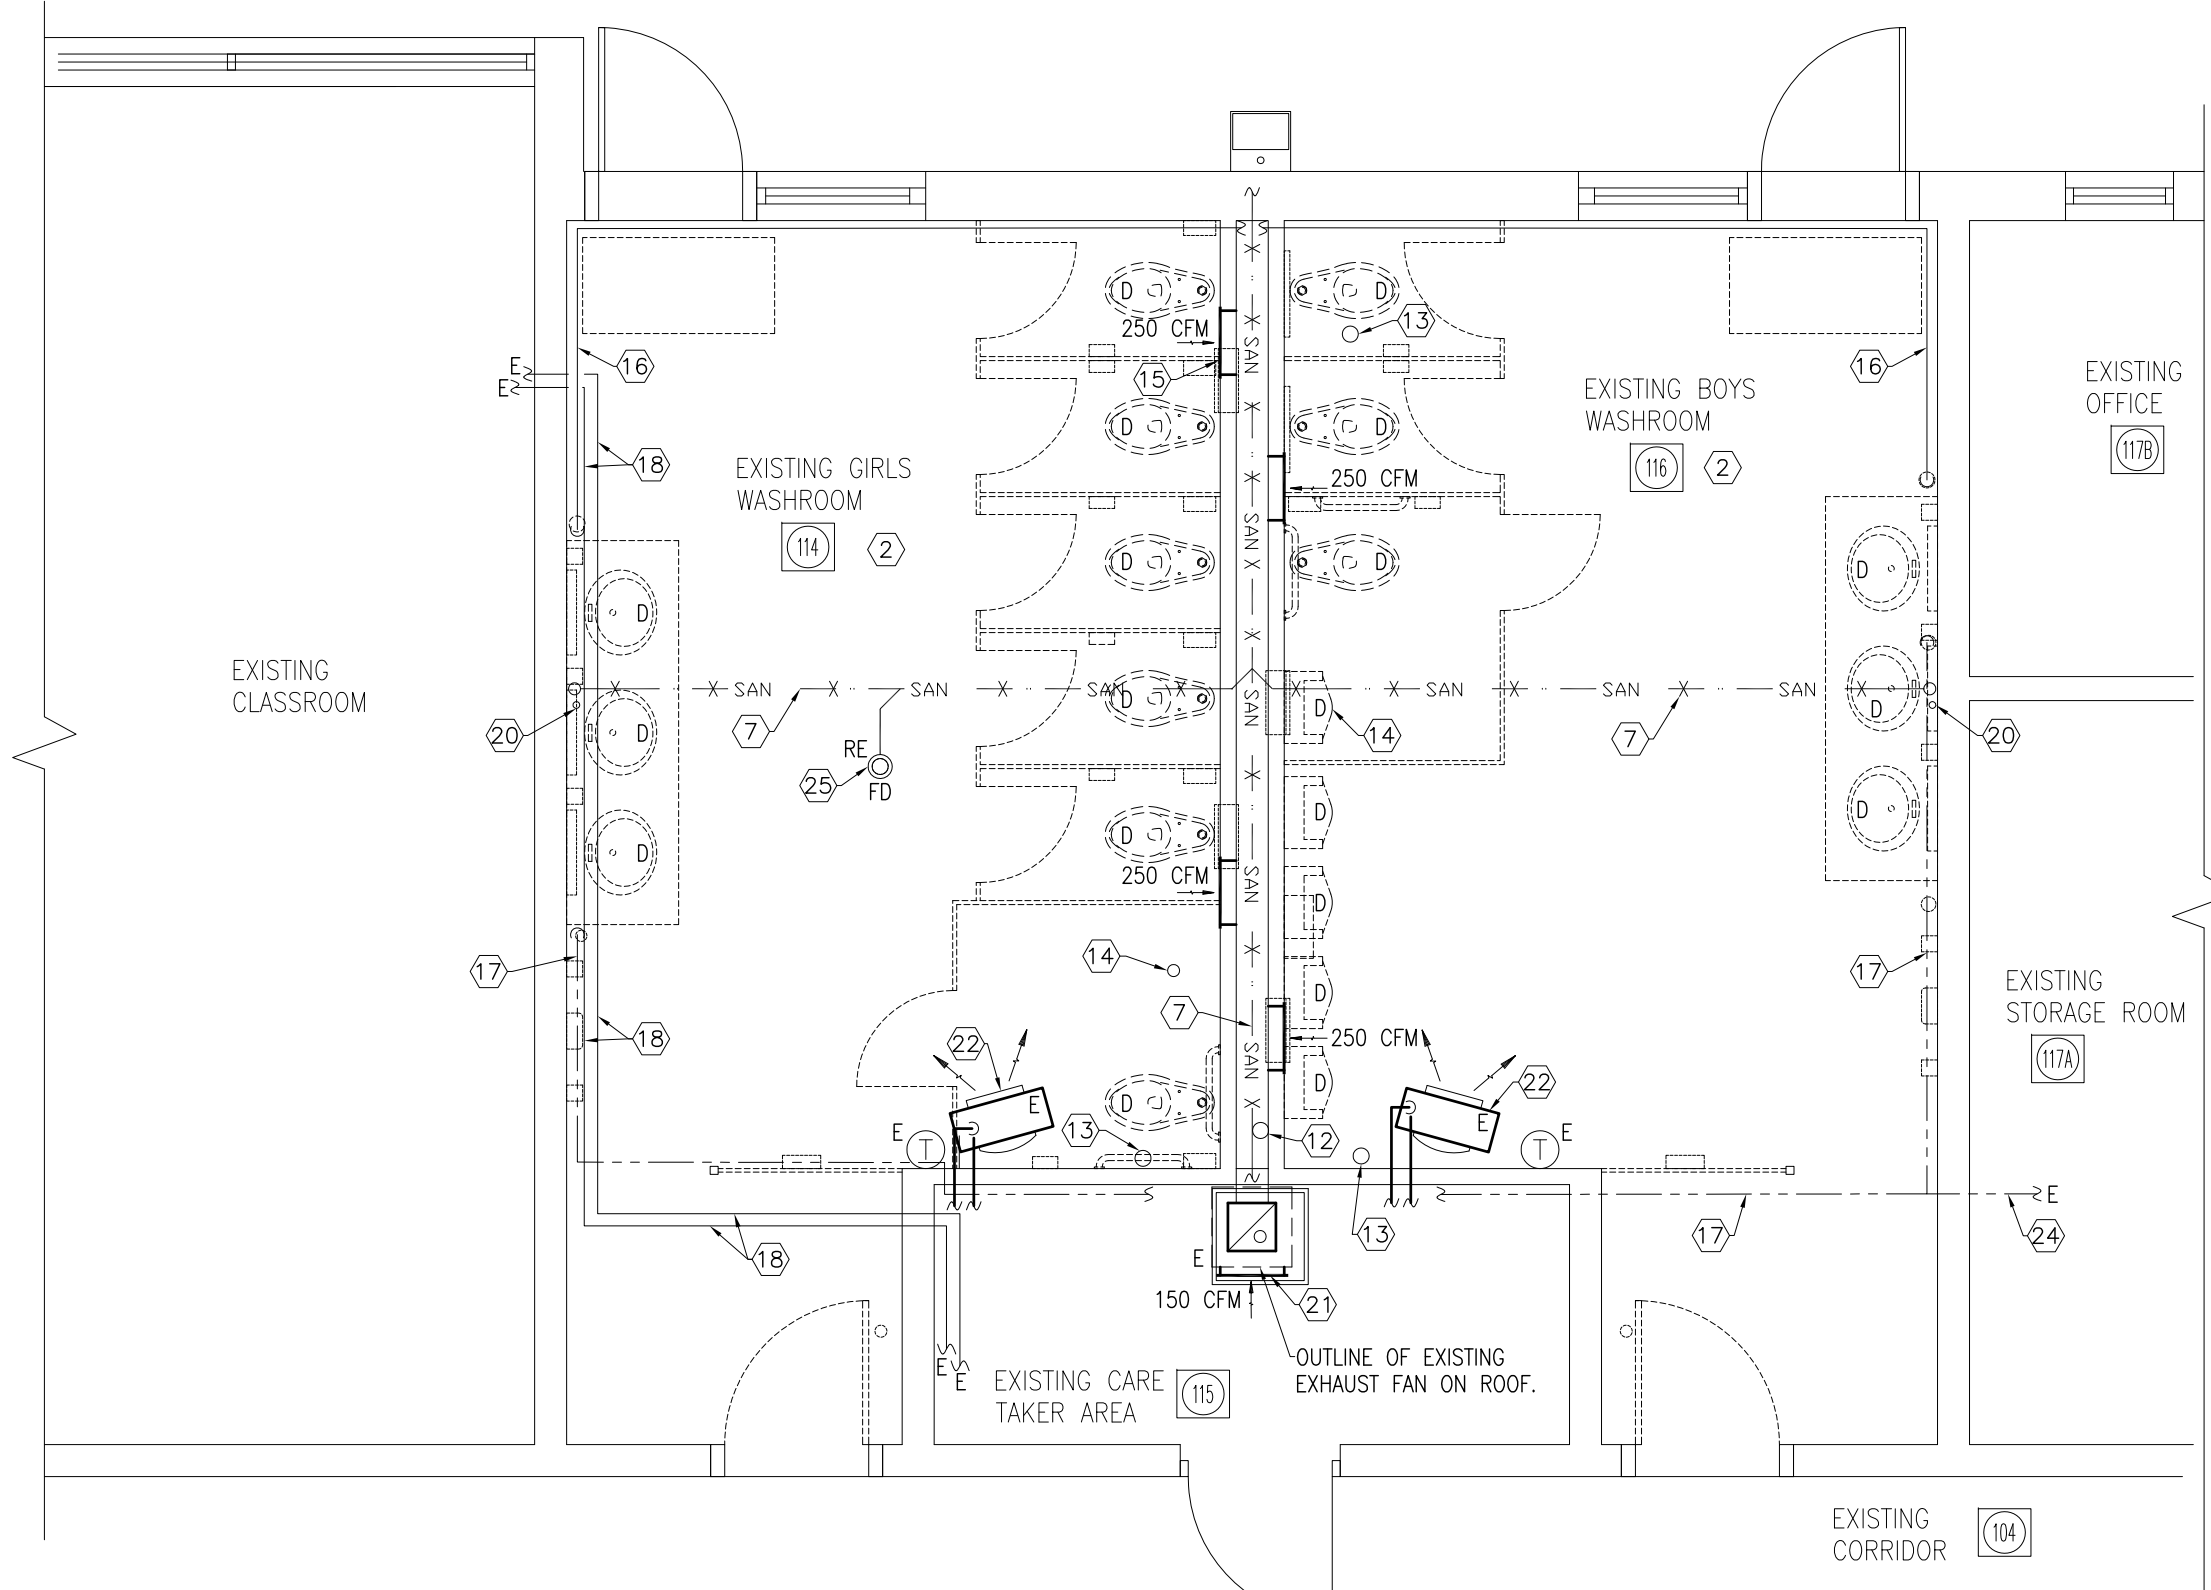 D
D
250 CFM
13
SAN
E
E
16
15
16
EXISTING BOYS
WASHROOM
116
2
EXISTING
OFFICE
117B
D
D
18
EXISTING GIRLS
WASHROOM
114
2
250 CFM
SAN
D
D
D
D
D
EXISTING
CLASSROOM
SAN
SAN
SAN
SAN
SAN
SAN
SAN
D
D
D
D
20
7
RE
25
FD
14
7
20
D
D
D
D
D
250 CFM
SAN
D
17
14
7
17
EXISTING
STORAGE ROOM
117A
D
18
22
250 CFM
SAN
22
D
E
D
E
E
13
12
E
T
T
17
13
E
24
18
E
150 CFM
21
OUTLINE OF EXISTING
EXHAUST FAN ON ROOF.
E
E
EXISTING CARE
TAKER AREA
115
EXISTING
CORRIDOR
104